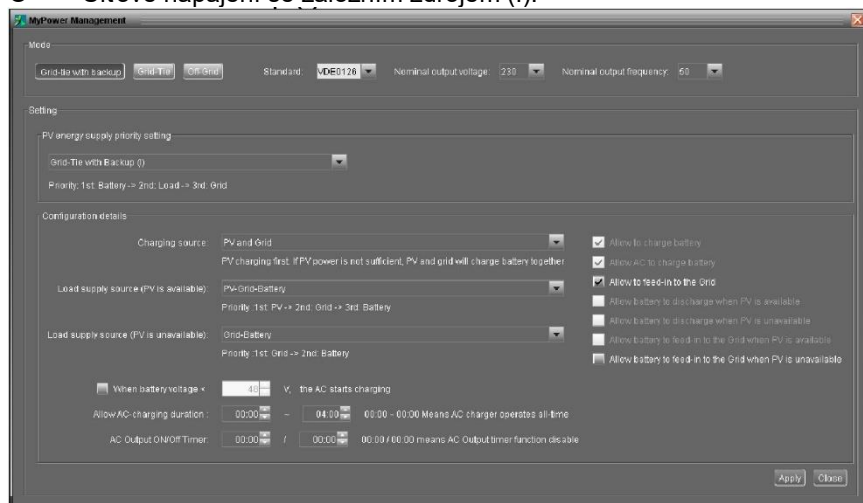 Síťové napájení se záložním zdrojem (I):
MyPower Management
Mode
Grid-tie with backup Grid-Tie Off-Grid Standard: VDE0126 Nominal output voltage: 230 Nominal output frequency: 50
Setting
PV energy supply priority setting
Grid-Tie with Backup (I)
Priority: 1st: Battery -> 2nd: Load -> 3rd: Grid
Configuration details
Charging source: PV and Grid
PV charging first. If PV power is not sufficient, PV and grid will charge battery together
Load supply source (PV is available): PV-Grid-Battery
Priority :1st: PV -> 2nd: Grid -> 3rd: Battery
Load supply source (PV is unavailable): Grid-Battery
Priority :1st: Grid -> 2nd: Battery
When battery voltage < 48 V, the AC starts charging
Allow AC-charging duration : 00:00 – 04:00 00:00 – 00:00 Means AC charger operates all-time
AC Output ON/Off Timer: 00:00 / 00:00 00:00 / 00:00 means AC Output timer function disable
Allow to charge battery
Allow AC to charge battery
Allow to feed-in to the Grid
Allow battery to discharge when PV is available
Allow battery to discharge when PV is unavailable
Allow battery to feed-in to the Grid when PV is available
Allow battery to feed-in to the Grid when PV is unavailable
Apply Close